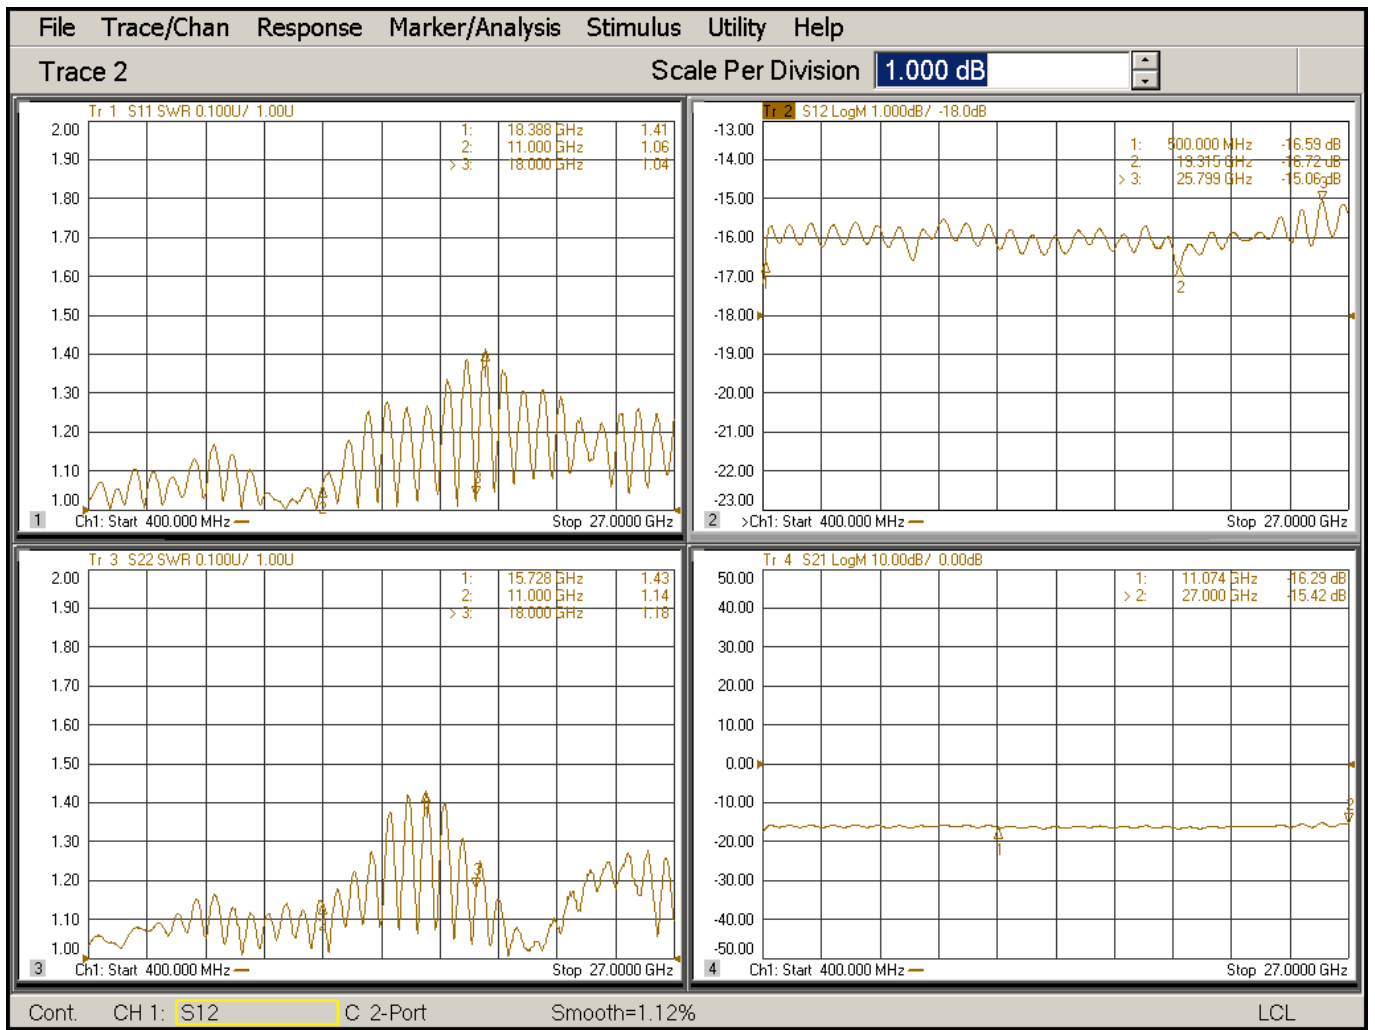 File Trace/Chan Response Marker/Analysis Stimulus Utility Help
Trace 2 Scale Per Division 1.000 dB
Tr 1 S11 SWR 0.100U/ 1.00U
1: 18.388 GHz 1.41
2: 11.000 GHz 1.06
> 3: 18.000 GHz 1.04
2.00
1.90
1.80
1.70
1.60
1.50
1.40
1.30
1.20
1.10
1.00
1
2
3
1 Ch1: Start 400.000 MHz Stop 27.0000 GHz
Tr 2 S12 LogM 1.000dB/ -18.0dB
1: 500.000 MHz -16.59 dB
2: 19.315 GHz -16.72 dB
> 3: 25.799 GHz -15.06 dB
-13.00
-14.00
-15.00
-16.00
-17.00
-18.00
-19.00
-20.00
-21.00
-22.00
-23.00
1
2
3
2 >Ch1: Start 400.000 MHz Stop 27.0000 GHz
Tr 3 S22 SWR 0.100U/ 1.00U
1: 15.728 GHz 1.43
2: 11.000 GHz 1.14
> 3: 18.000 GHz 1.18
2.00
1.90
1.80
1.70
1.60
1.50
1.40
1.30
1.20
1.10
1.00
1
2
3
3 Ch1: Start 400.000 MHz Stop 27.0000 GHz
Tr 4 S21 LogM 10.00dB/ 0.00dB
1: 11.074 GHz -16.29 dB
> 2: 27.000 GHz -15.42 dB
50.00
40.00
30.00
20.00
10.00
0.00
-10.00
-20.00
-30.00
-40.00
-50.00
1
2
4 Ch1: Start 400.000 MHz Stop 27.0000 GHz
Cont. CH 1: S12 C 2-Port Smooth=1.12% LCL